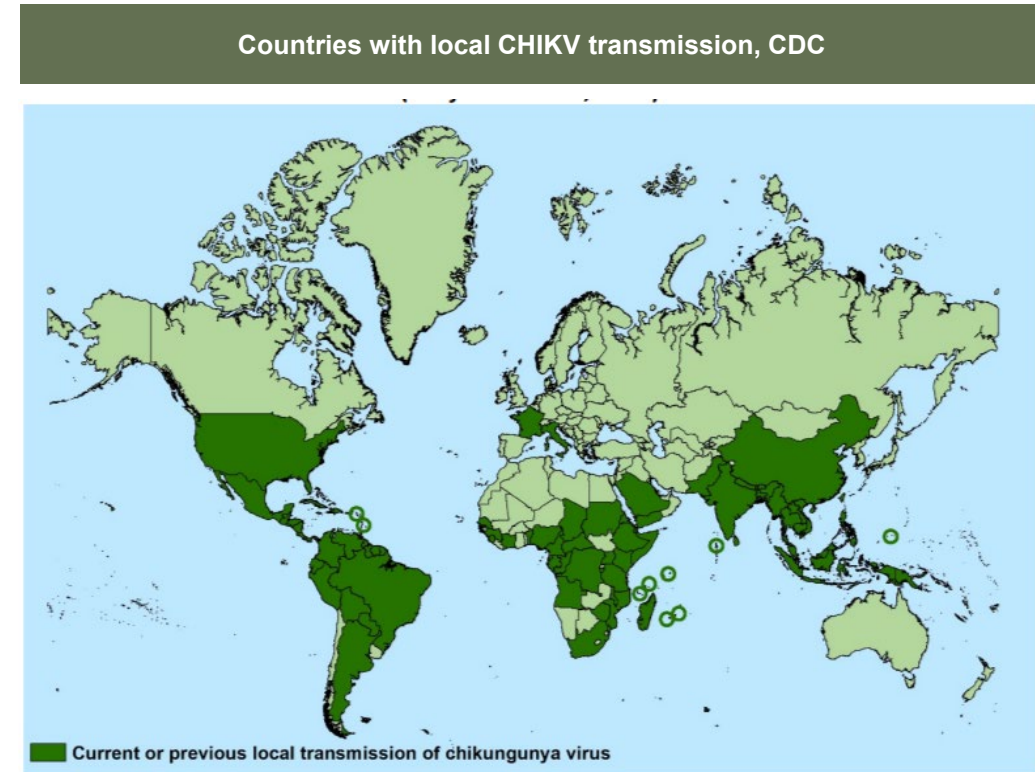 Countries with local CHIKV transmission, CDC
Current or previous local transmission of chikungunya virus